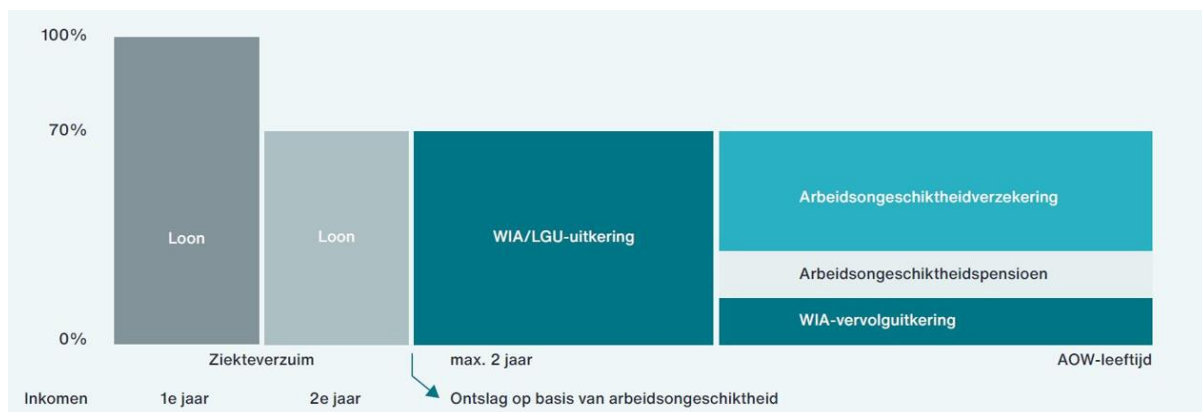 100%
70%
0%
Loon
Loon
WIA/LGU-uitkering
Arbeidsongeschiktheidverzekering
Arbeidsongeschiktheidspensioen
WIA-vervolguitkering
Ziekteverzuim
max. 2 jaar
AOW-leeftijd
Inkomen
1e jaar
2e jaar
Ontslag op basis van arbeidsgeschiktheid